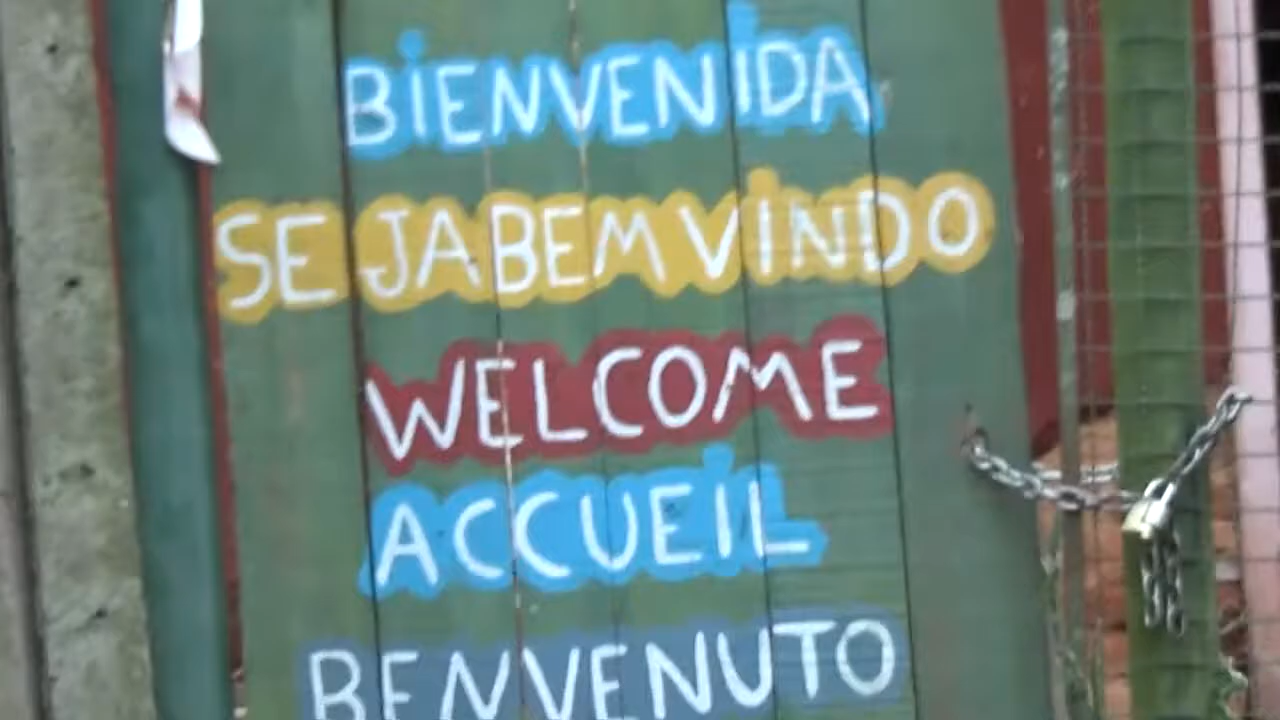 BIENVENIDA
SEJA BEM VINDO
WELCOME
ACCUEIL
BENVENUTO